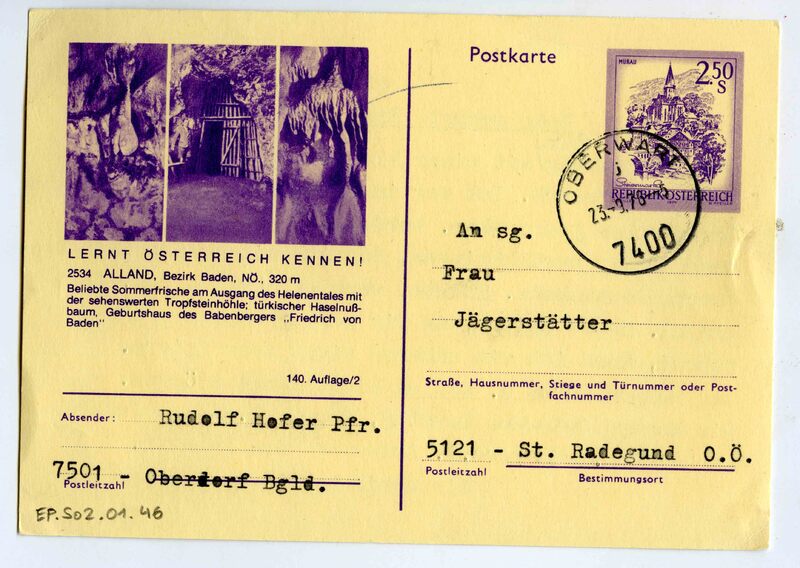 Postkarte
MURAU
2.50
S
REPUBLIK ÖSTERREICH
OBERWART
7400
LERNT ÖSTERREICH KENNEN!
2534 ALLAND, Bezirk Baden, NÖ., 320 m
Beliebte Sommerfrische am Ausgang des Helenentales mit
der sehenswerten Tropfsteinhöhle; türkischer Haselnuß-
baum, Geburtshaus des Babenbergers „Friedrich von
Baden"
140. Auflage/2
Absender: Rudolf Hofer Pfr.
7501 - Oberdorf Bgld.
Postleitzahl
EP.S02.01.46
An sg.
Frau
Jägerstätter
Straße, Hausnummer, Stiege und Türnummer oder Post-
fachnummer
5121 - St. Radegund O.Ö.
Postleitzahl Bestimmungsort